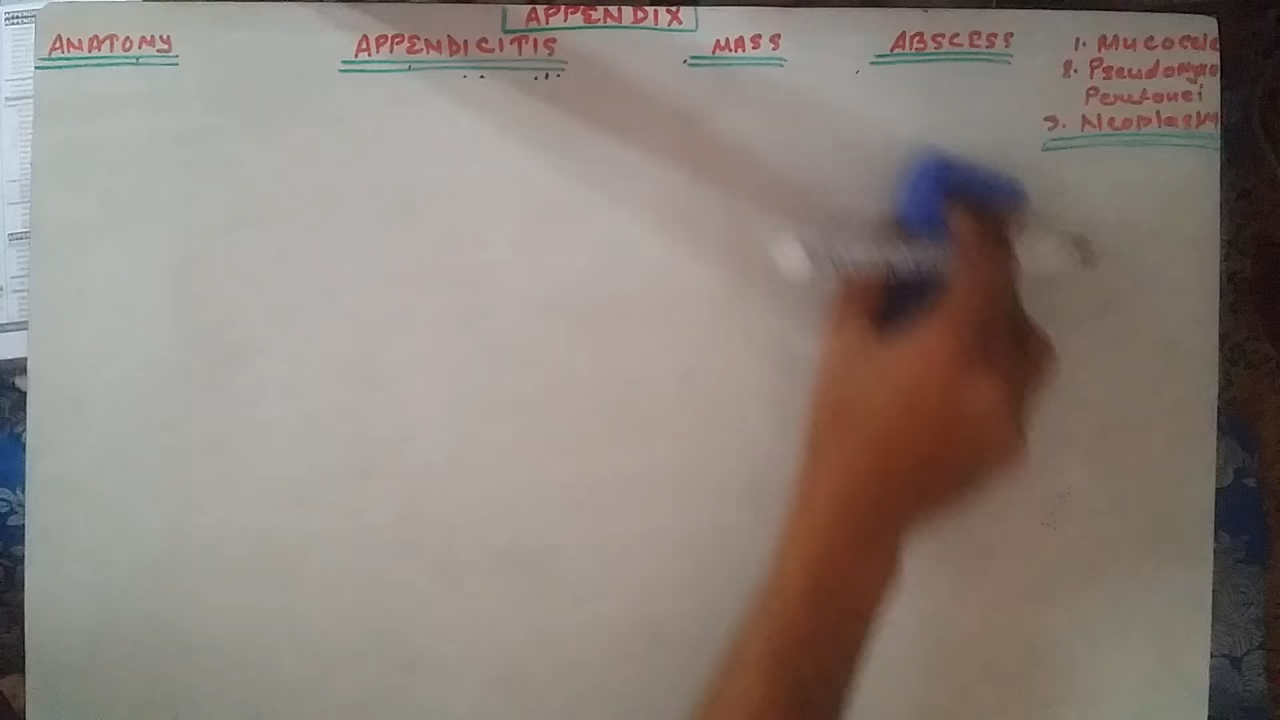 APPENDIX
ANATOMY
APPENDICITIS
MASS
ABSCESS
1. Mucocele
2. Pseudomyxo
Peritonei
3. Neoplasm